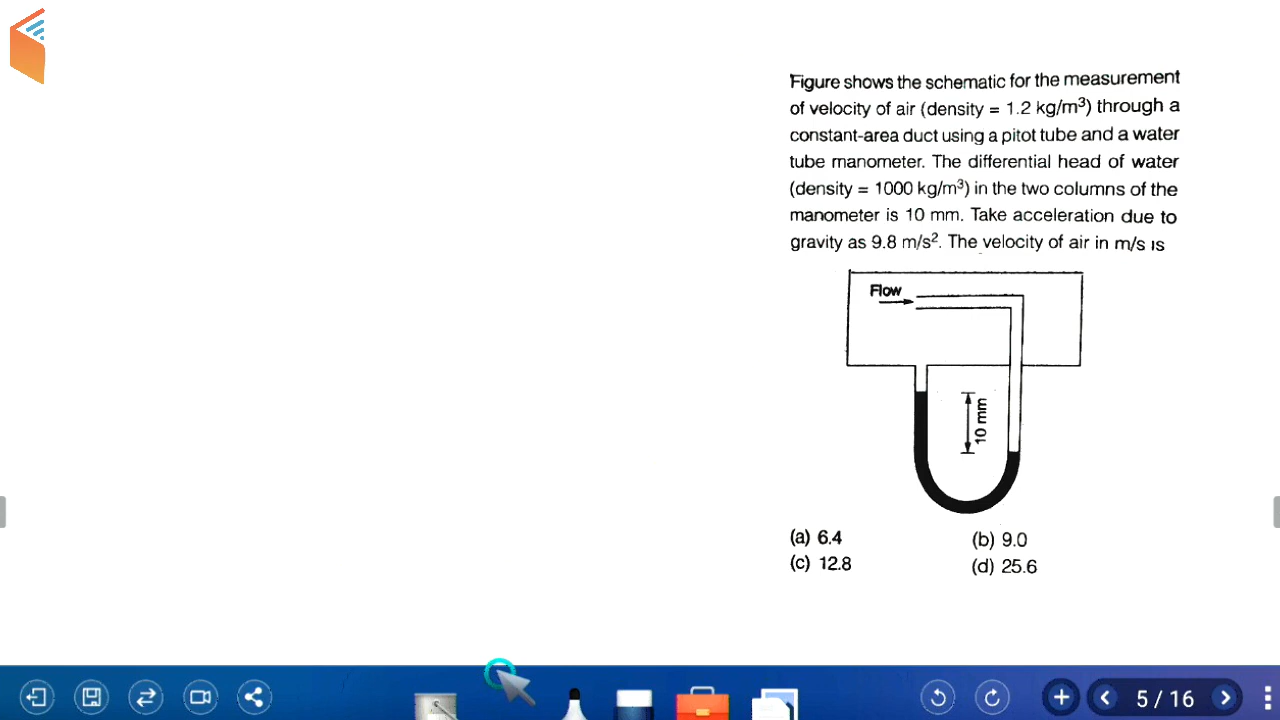 Figure shows the schematic for the measurement
of velocity of air (density = 1.2 kg/m³) through a
constant-area duct using a pitot tube and a water
tube manometer. The differential head of water
(density = 1000 kg/m³) in the two columns of the
manometer is 10 mm. Take acceleration due to
gravity as 9.8 m/s². The velocity of air in m/s is
Flow
10 mm
(a) 6.4 (b) 9.0
(c) 12.8 (d) 25.6
5 / 16